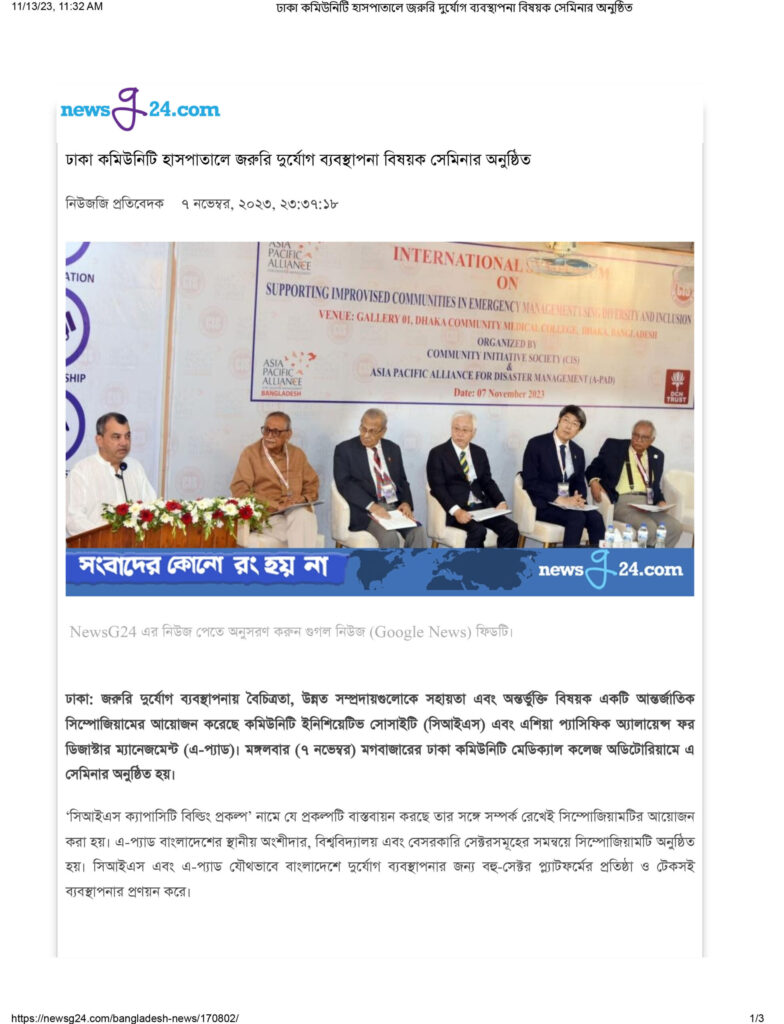 11/13/23, 11:32 AM
ঢাকা কমিউনিটি হাসপাতালে জরুরি দুর্যোগ ব্যবস্থাপনা বিষয়ক সেমিনার অনুষ্ঠিত
newsg24.com
ঢাকা কমিউনিটি হাসপাতালে জরুরি দুর্যোগ ব্যবস্থাপনা বিষয়ক সেমিনার অনুষ্ঠিত
নিউজজি প্রতিবেদক ৭ নভেম্বর, ২০২৩, ২৩:৩৭:১৮
ASIA
PACIFIC
ALLIANCE
INTERNATIONAL
ON
SUPPORTING IMPROVISED COMMUNITIES IN EMERGENCY MANAGEMENT USING DIVERSITY AND INCLUSION
VENUE: GALLERY 01, DHAKA COMMUNITY MEDICAL COLLEGE, DHAKA, BANGLADESH
ORGANIZED BY
COMMUNITY INITIATIVE SOCIETY (CIS)
&
ASIA PACIFIC ALLIANCE FOR DISASTER MANAGEMENT (A-PAD)
Date: 07 November 2023
ASIA
PACIFIC
ALLIANCE
BANGLADESH
DCH
TRUST
ATION
SHIP
সংবাদের কোনো রং হয় না
newsg24.com
NewsG24 এর নিউজ পেতে অনুসরণ করুন গুগল নিউজ (Google News) ফিডটি।
ঢাকা: জরুরি দুর্যোগ ব্যবস্থাপনায় বৈচিত্রতা, উন্নত সম্প্রদায়গুলোকে সহায়তা এবং অন্তর্ভুক্তি বিষয়ক একটি আন্তর্জাতিক
সিম্পোজিয়ামের আয়োজন করেছে কমিউনিটি ইনিশিয়েটিভ সোসাইটি (সিআইএস) এবং এশিয়া প্যাসিফিক অ্যালায়েন্স ফর
ডিজাস্টার ম্যানেজমেন্ট (এ-প্যাড)। মঙ্গলবার (৭ নভেম্বর) মগবাজারের ঢাকা কমিউনিটি মেডিক্যাল কলেজ অডিটোরিয়ামে এ
সেমিনার অনুষ্ঠিত হয়।
‘সিআইএস ক্যাপাসিটি বিল্ডিং প্রকল্প’ নামে যে প্রকল্পটি বাস্তবায়ন করছে তার সঙ্গে সম্পর্ক রেখেই সিম্পোজিয়ামটির আয়োজন
করা হয়। এ-প্যাড বাংলাদেশের স্থানীয় অংশীদার, বিশ্ববিদ্যালয় এবং বেসরকারি সেক্টরসমূহের সমন্বয়ে সিম্পোজিয়ামটি অনুষ্ঠিত
হয়। সিআইএস এবং এ-প্যাড যৌথভাবে বাংলাদেশে দুর্যোগ ব্যবস্থাপনার জন্য বহু-সেক্টর প্ল্যাটফর্মের প্রতিষ্ঠা ও টেকসই
ব্যবস্থাপনার প্রণয়ন করে।
https://newsg24.com/bangladesh-news/170802/
1/3